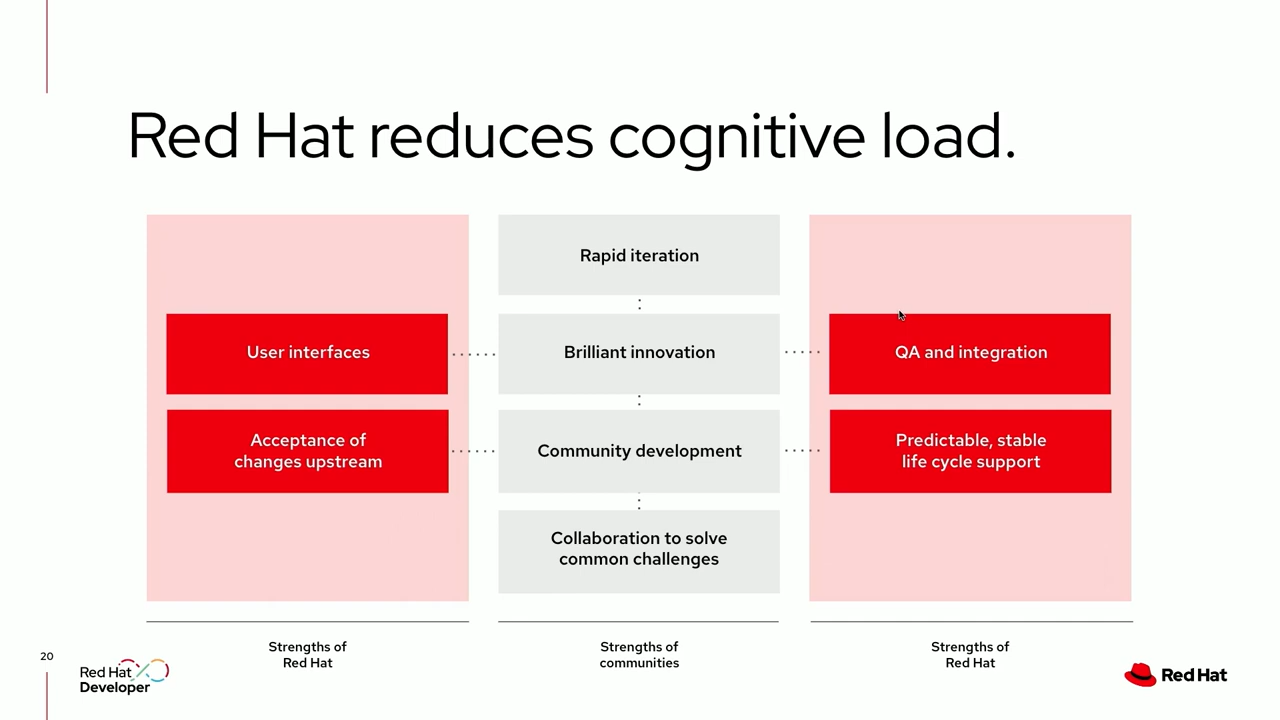 Red Hat reduces cognitive load.
User interfaces
Acceptance of
changes upstream
Strengths of
Red Hat
Rapid iteration
Brilliant innovation
Community development
Collaboration to solve
common challenges
Strengths of
communities
QA and integration
Predictable, stable
life cycle support
Strengths of
Red Hat
20
Red Hat
Developer
Red Hat